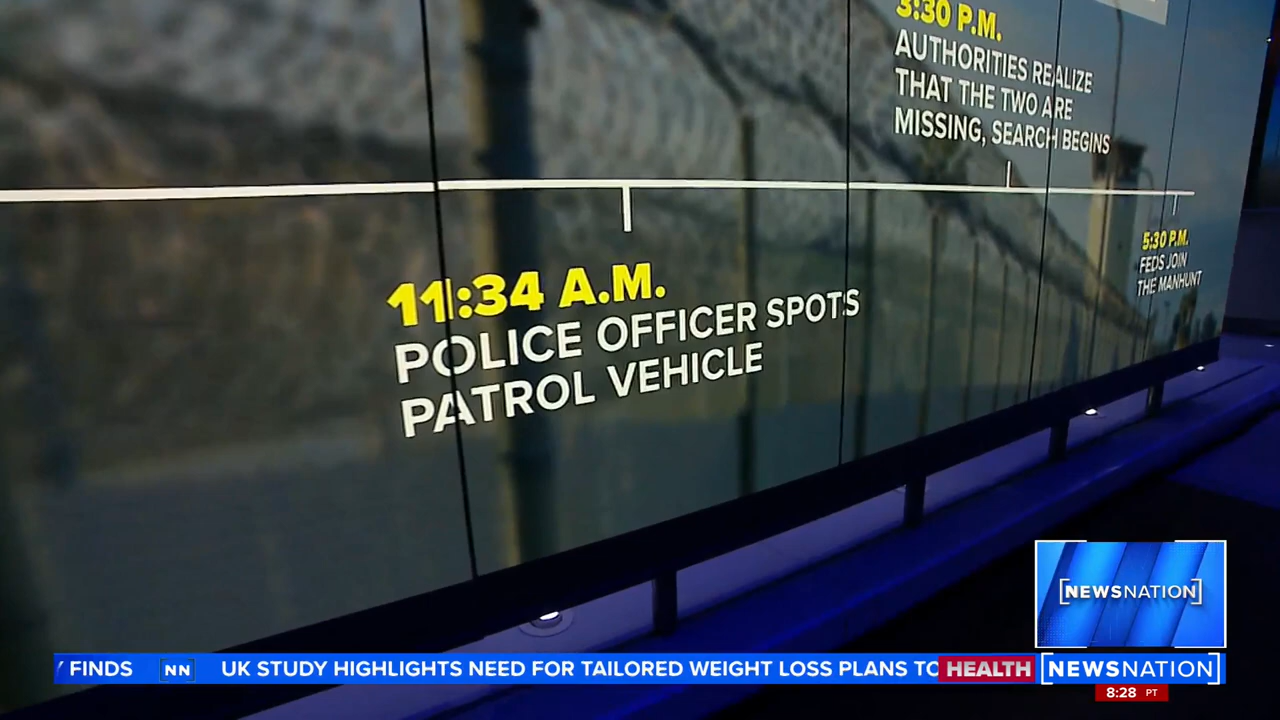 3:30 P.M.
AUTHORITIES REALIZE
THAT THE TWO ARE
MISSING, SEARCH BEGINS
5:30 P.M.
FEDS JOIN
THE MANHUNT
11:34 A.M.
POLICE OFFICER SPOTS
PATROL VEHICLE
[NEWSNATION]
FINDS NN UK STUDY HIGHLIGHTS NEED FOR TAILORED WEIGHT LOSS PLANS TO HEALTH [NEWSNATION]
8:28 PT